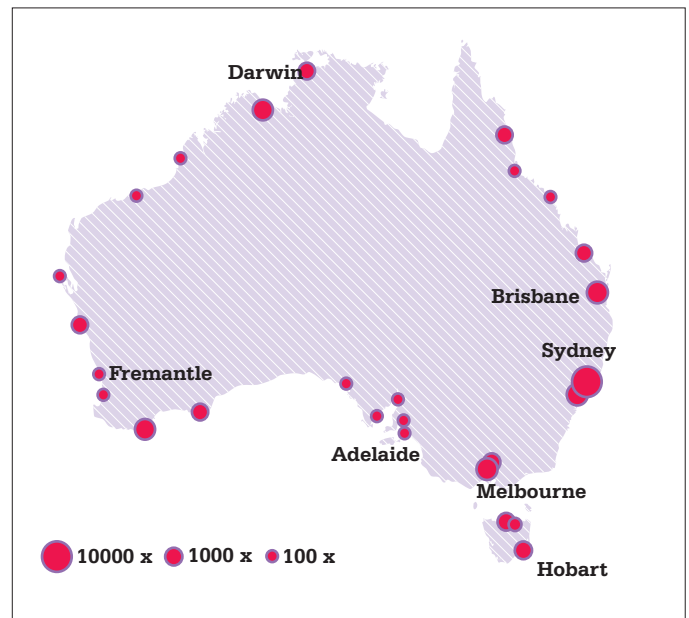 Darwin
Brisbane
Sydney
Fremantle
Adelaide
Melbourne
10000 x 1000 x 100 x
Hobart